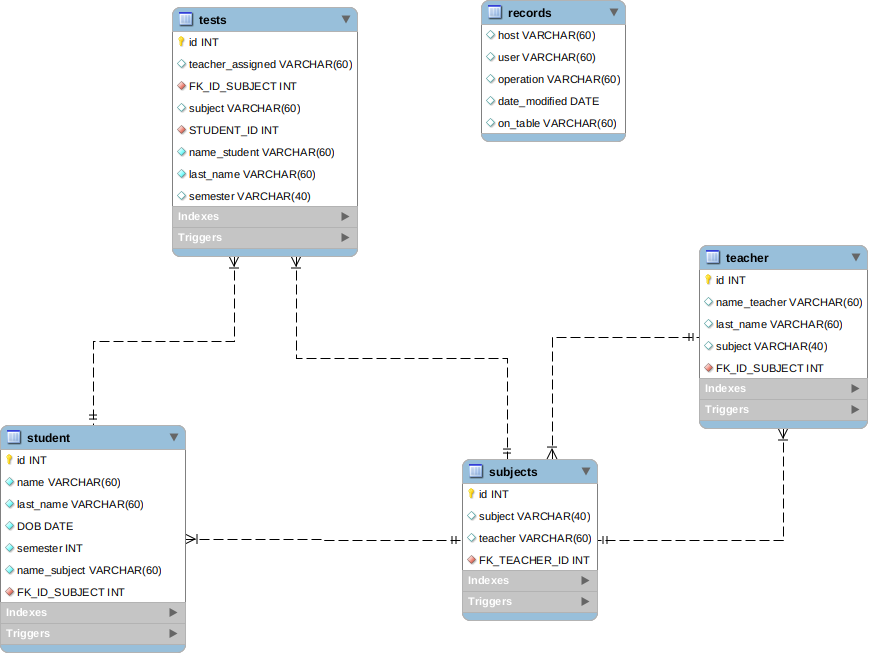 tests
id INT
teacher_assigned VARCHAR(60)
FK_ID_SUBJECT INT
subject VARCHAR(60)
STUDENT_ID INT
name_student VARCHAR(60)
last_name VARCHAR(60)
semester VARCHAR(40)
Indexes
Triggers
records
host VARCHAR(60)
user VARCHAR(60)
operation VARCHAR(60)
date_modified DATE
on_table VARCHAR(60)
teacher
id INT
name_teacher VARCHAR(60)
last_name VARCHAR(60)
subject VARCHAR(40)
FK_ID_SUBJECT INT
Indexes
Triggers
student
id INT
name VARCHAR(60)
last_name VARCHAR(60)
DOB DATE
semester INT
name_subject VARCHAR(60)
FK_ID_SUBJECT INT
Indexes
Triggers
subjects
id INT
subject VARCHAR(40)
teacher VARCHAR(60)
FK_TEACHER_ID INT
Indexes
Triggers